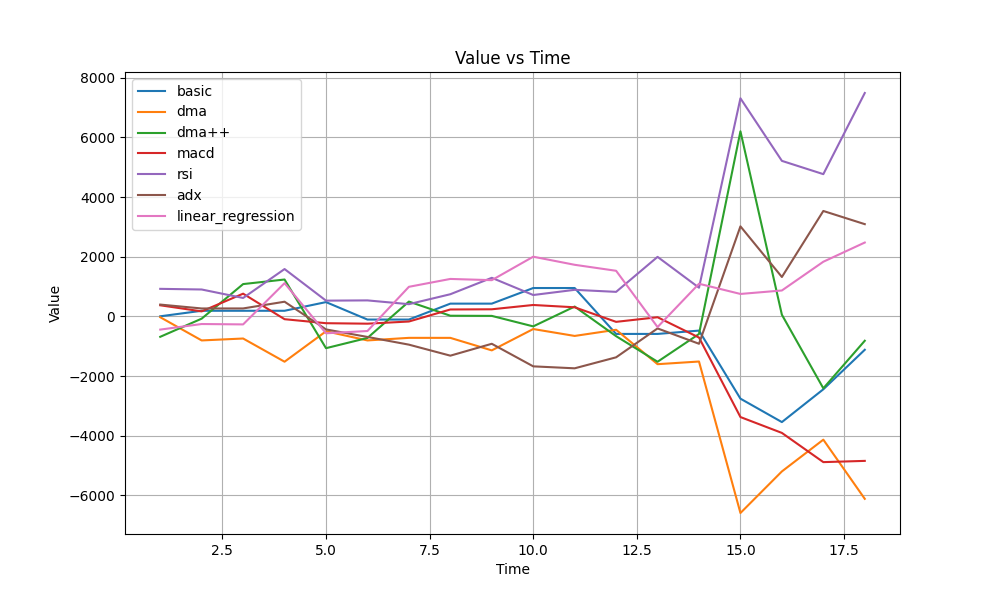 Value vs Time
8000
6000
4000
2000
0
−2000
−4000
−6000
Value
basic
dma
dma++
macd
rsi
adx
linear_regression
2.5 5.0 7.5 10.0 12.5 15.0 17.5
Time